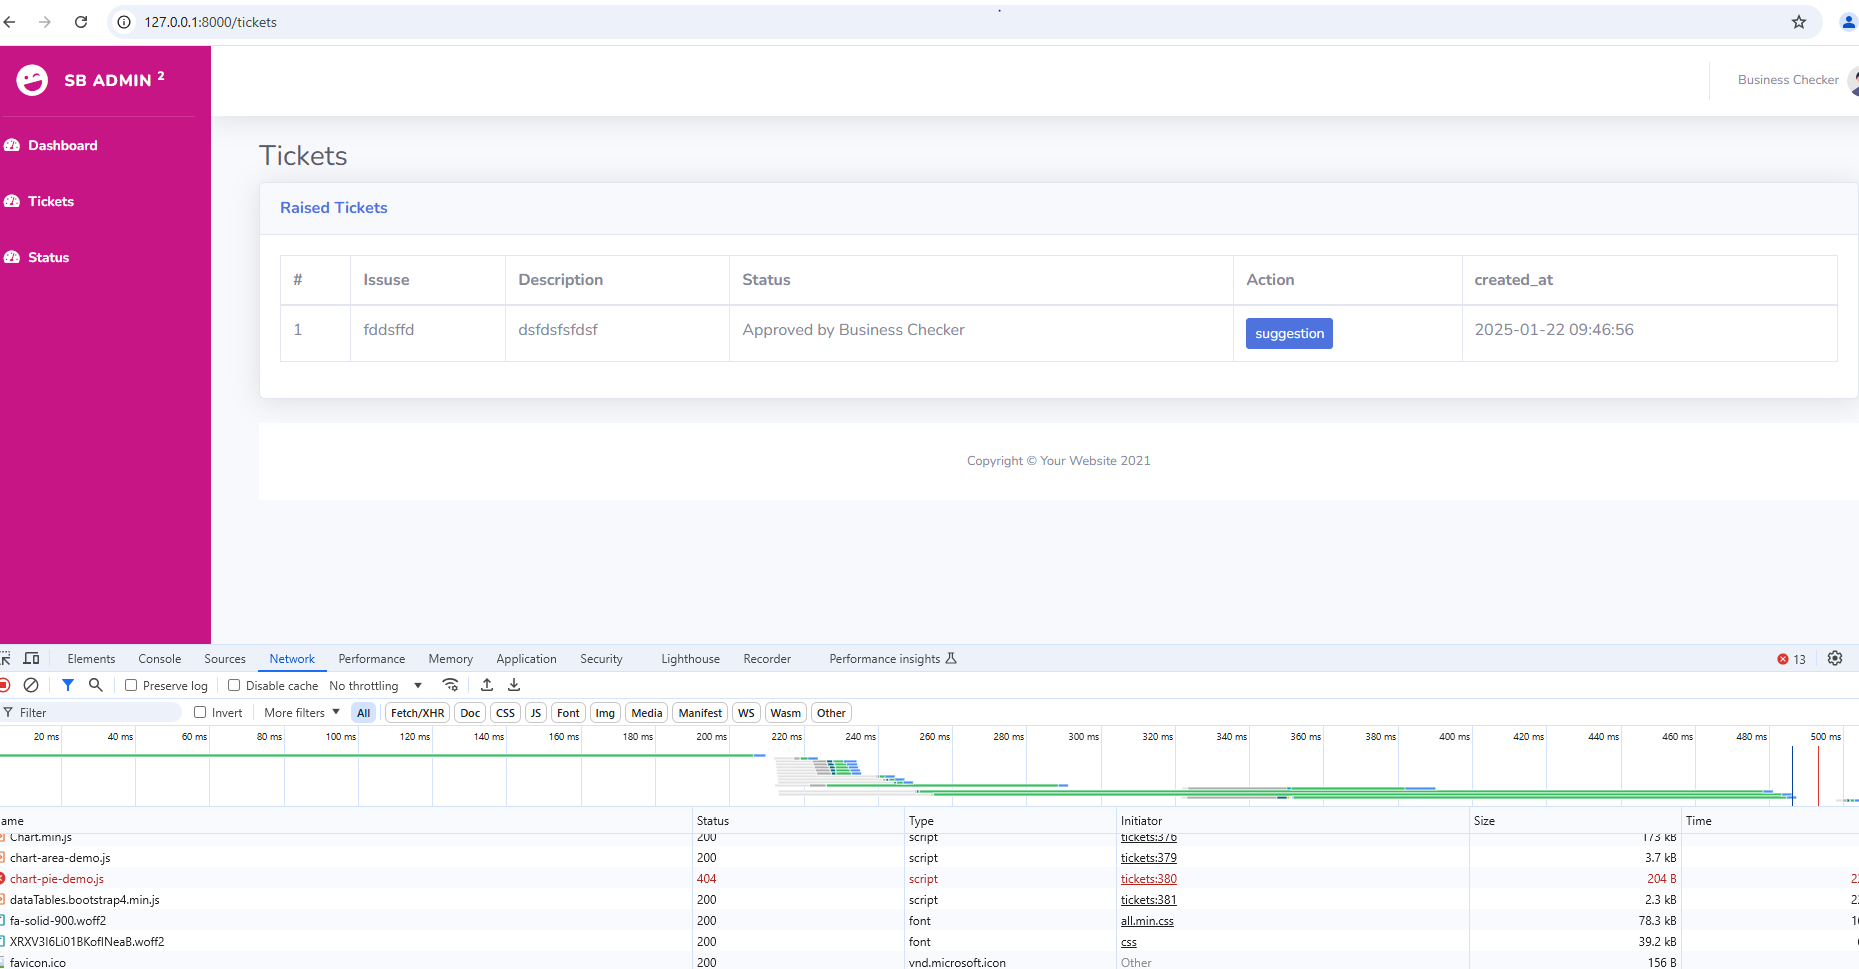 127.0.0.1:8000/tickets
SB ADMIN 2
Business Checker
Dashboard
Tickets
Status
Tickets
Raised Tickets
# Issuse Description Status Action created_at
1 fddsffd dsfdsfsfdsf Approved by Business Checker suggestion 2025-01-22 09:46:56
Copyright © Your Website 2021
Elements Console Sources Network Performance Memory Application Security Lighthouse Recorder Performance insights 13
Preserve log Disable cache No throttling
Filter Invert More filters All Fetch/XHR Doc CSS JS Font Img Media Manifest WS Wasm Other
20 ms 40 ms 60 ms 80 ms 100 ms 120 ms 140 ms 160 ms 180 ms 200 ms 220 ms 240 ms 260 ms 280 ms 300 ms 320 ms 340 ms 360 ms 380 ms 400 ms 420 ms 440 ms 460 ms 480 ms 500 ms
ame Status Type Initiator Size Time
Chart.min.js 200 script tickets:376 173 kB
chart-area-demo.js 200 script tickets:379 3.7 kB
chart-pie-demo.js 404 script tickets:380 204 B
dataTables.bootstrap4.min.js 200 script tickets:381 2.3 kB
fa-solid-900.woff2 200 font all.min.css 78.3 kB
XRXV3I6Li01BKofINeaB.woff2 200 font css 39.2 kB
favicon.ico 200 vnd.microsoft.icon Other 156 B